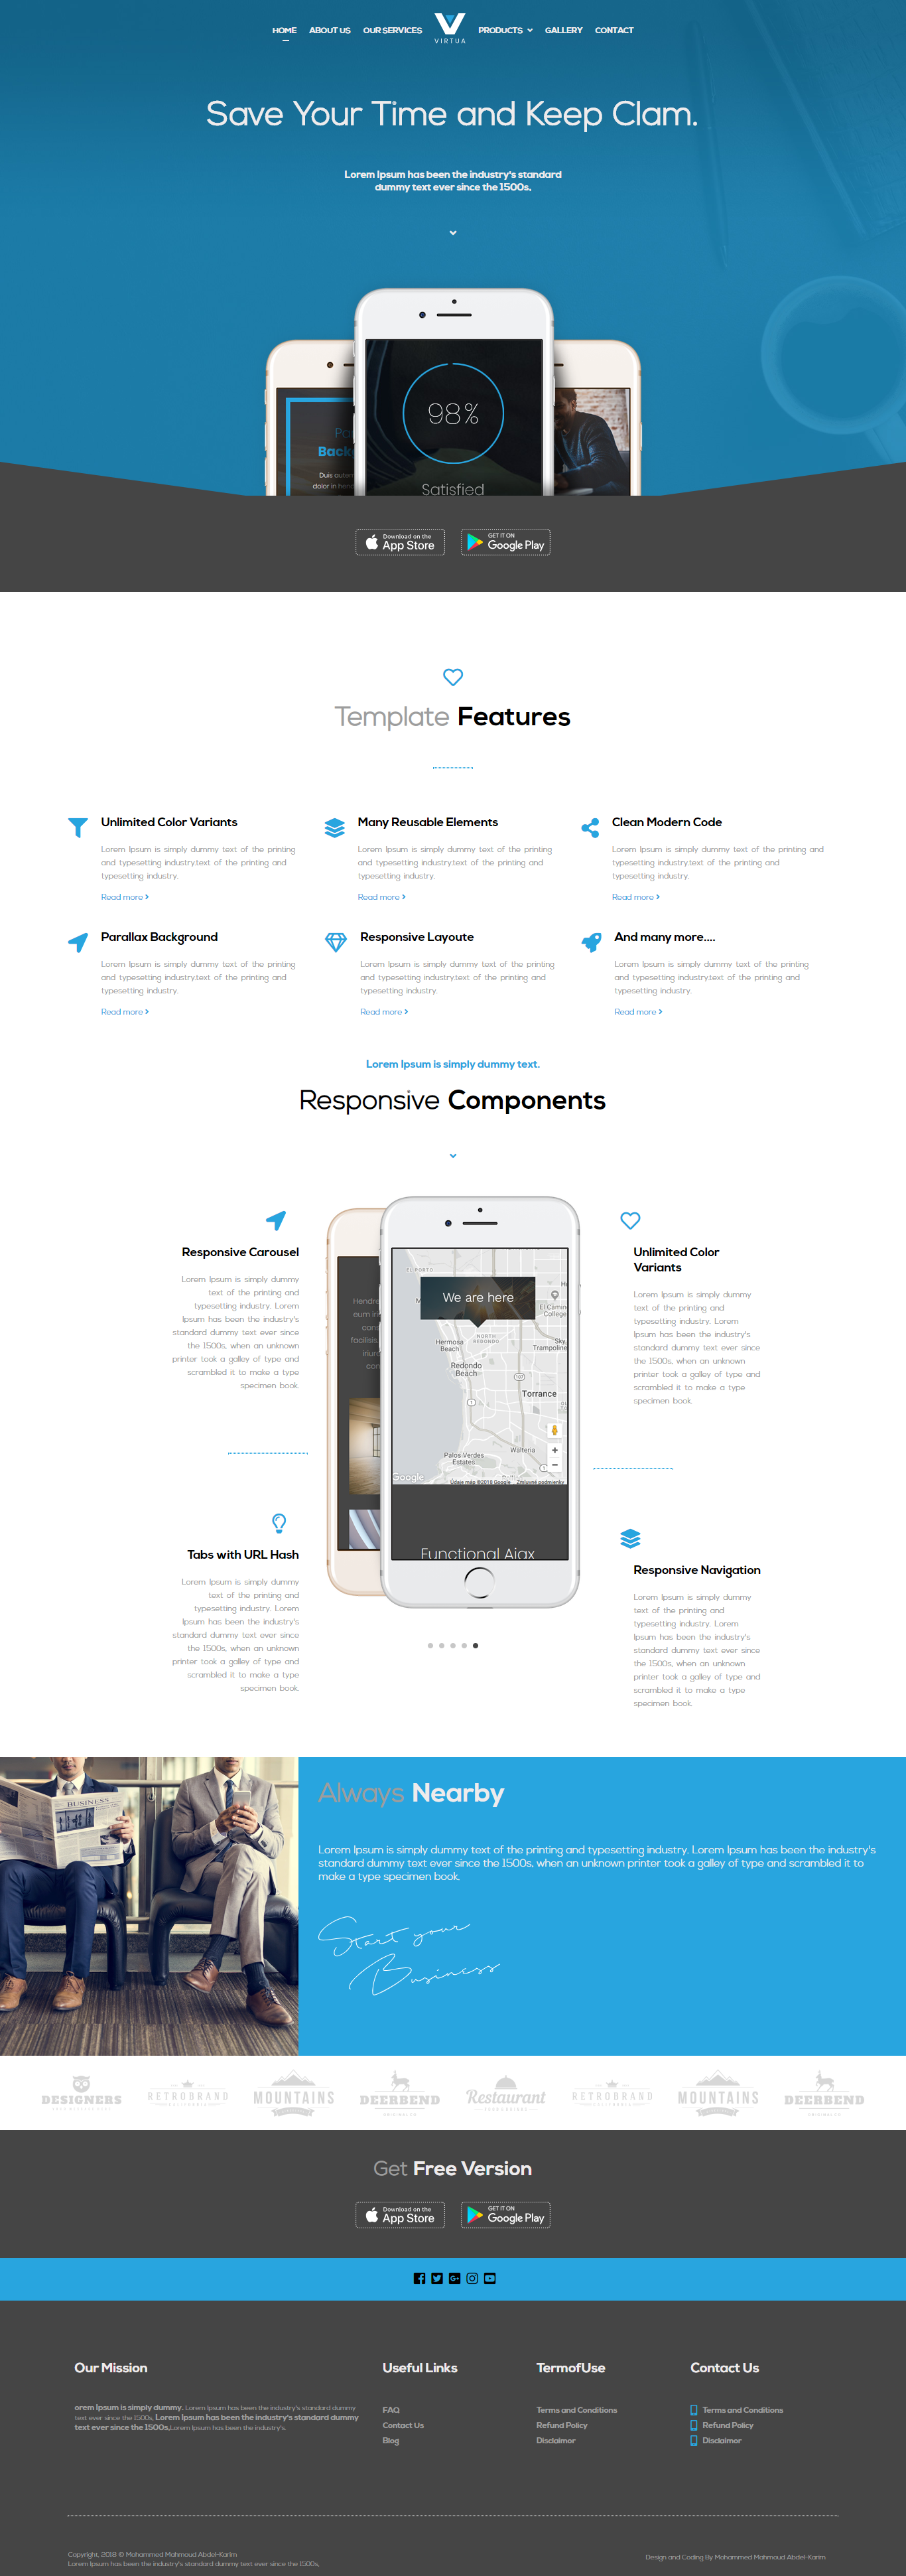 HOME ABOUT US OUR SERVICES VIRTUA PRODUCTS GALLERY CONTACT
Save Your Time and Keep Clam.
Lorem Ipsum has been the industry's standard
dummy text ever since the 1500s,
98%
Satisfied
Duis autem
dolor in hend
Download on the
App Store
GET IT ON
Google Play
Template Features
Unlimited Color Variants
Lorem Ipsum is simply dummy text of the printing
and typesetting industry.text of the printing and
typesetting industry.
Read more
Many Reusable Elements
Lorem Ipsum is simply dummy text of the printing
and typesetting industry.text of the printing and
typesetting industry.
Read more
Clean Modern Code
Lorem Ipsum is simply dummy text of the printing and
typesetting industry.text of the printing and
typesetting industry.
Read more
Parallax Background
Lorem Ipsum is simply dummy text of the printing
and typesetting industry.text of the printing and
typesetting industry.
Read more
Responsive Layoute
Lorem Ipsum is simply dummy text of the printing
and typesetting industry.text of the printing and
typesetting industry.
Read more
And many more....
Lorem Ipsum is simply dummy text of the printing
and typesetting industry.text of the printing and
typesetting industry.
Read more
Lorem Ipsum is simply dummy text.
Responsive Components
Responsive Carousel
Lorem Ipsum is simply dummy
text of the printing and
typesetting industry. Lorem
Ipsum has been the industry's
standard dummy text ever since
the 1500s, when an unknown
printer took a galley of type and
scrambled it to make a type
specimen book.
Tabs with URL Hash
Lorem Ipsum is simply dummy
text of the printing and
typesetting industry. Lorem
Ipsum has been the industry's
standard dummy text ever since
the 1500s, when an unknown
printer took a galley of type and
scrambled it to make a type
specimen book.
EL PORTO
We are here
El Camino
College
NORTH
REDONDO
Hermosa
Beach
Sky
Trampoline
Redondo
Beach
107
Torrance
1
Palos Verdes
Estates
Walteria
1
Google
Údaje máp ©2018 Google Zmluvné podmienky
Functional Ajax
Unlimited Color
Variants
Lorem Ipsum is simply dummy
text of the printing and
typesetting industry. Lorem
Ipsum has been the industry's
standard dummy text ever since
the 1500s, when an unknown
printer took a galley of type and
scrambled it to make a type
specimen book.
Responsive Navigation
Lorem Ipsum is simply dummy
text of the printing and
typesetting industry. Lorem
Ipsum has been the industry's
standard dummy text ever since
the 1500s, when an unknown
printer took a galley of type and
scrambled it to make a type
specimen book.
BUSINESS
Always Nearby
Lorem Ipsum is simply dummy text of the printing and typesetting industry. Lorem Ipsum has been the industry's
standard dummy text ever since the 1500s, when an unknown printer took a galley of type and scrambled it to
make a type specimen book.
Start your
Business
DESIGNERS RETROBRAND MOUNTAINS DEERBEND Restaurant RETROBRAND MOUNTAINS DEERBEND
Get Free Version
Download on the
App Store
GET IT ON
Google Play
Our Mission
orem Ipsum is simply dummy. Lorem Ipsum has been the industry's standard dummy
text ever since the 1500s, Lorem Ipsum has been the industry's standard dummy
text ever since the 1500s,Lorem Ipsum has been the industry's.
Useful Links
FAQ
Contact Us
Blog
TermofUse
Terms and Conditions
Refund Policy
Disclaimor
Contact Us
Terms and Conditions
Refund Policy
Disclaimor
Copyright, 2018 © Mohammed Mahmoud Abdel-Karim
Lorem Ipsum has been the industry's standard dummy text ever since the 1500s,
Design and Coding By Mohammed Mahmoud Abdel-Karim